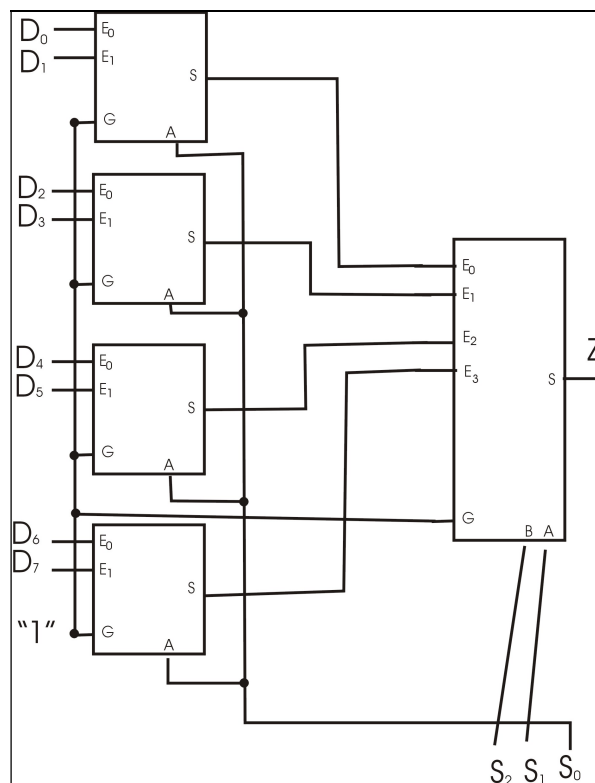 D₀ E₀
D₁ E₁
S
G
A
D₂ E₀
D₃ E₁
S
G
A
E₀
E₁
D₄ E₀
D₅ E₁
S
G
A
E₂
E₃
S
Z
D₆ E₀
D₇ E₁
S
G
A
G
B A
"1"
S₂ S₁ S₀